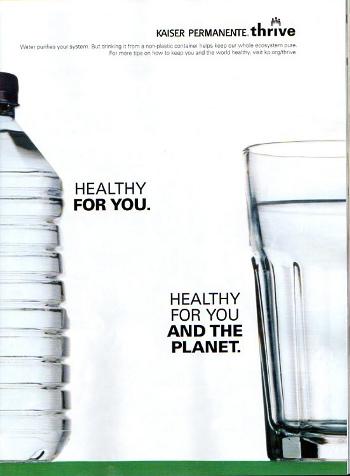 KAISER PERMANENTE. thrive
Water purifies your system. But drinking it from a non-plastic container helps keep our whole ecosystem pure.
For more tips on how to keep you and the world healthy, visit kp.org/thrive
HEALTHY
FOR YOU.
HEALTHY
FOR YOU
AND THE
PLANET.